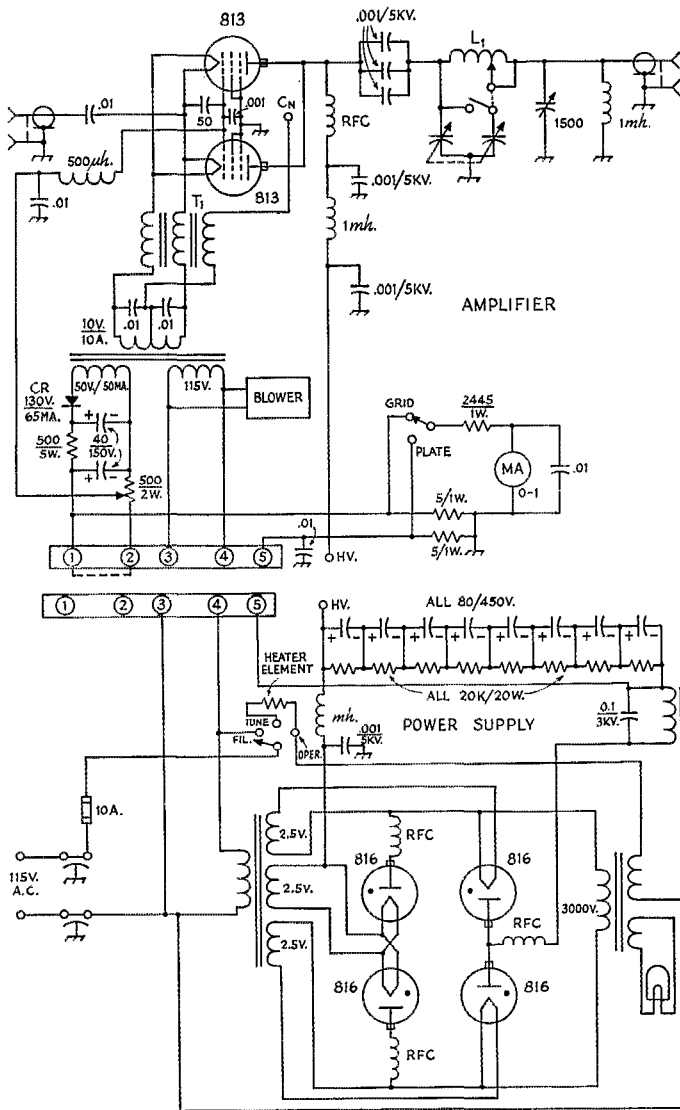 813
.001/5KV.
L1
.01
50
.001
CN
RFC
1500
1mh.
500µh.
813
.001/5KV.
.01
T1
1mh.
.001/5KV.
AMPLIFIER
10V.
10A.
.01
.01
CR
130V.
65MA.
50V./50MA.
115V.
BLOWER
GRID
2445
1W.
PLATE
MA
0-1
.01
500
5W.
40
150V.
500
2W.
5/1W.
5/1W.
.01
HV.
1 2 3 4 5
1 2 3 4 5
HV.
ALL 80/450V.
HEATER
ELEMENT
ALL 20K/20W.
TUNE
FIL.
OPER.
mh.
.001
5KV.
POWER SUPPLY
0.1
3KV.
10A.
115V.
A.C.
2.5V.
2.5V.
2.5V.
RFC
816
816
RFC
3000V.
816
816
RFC